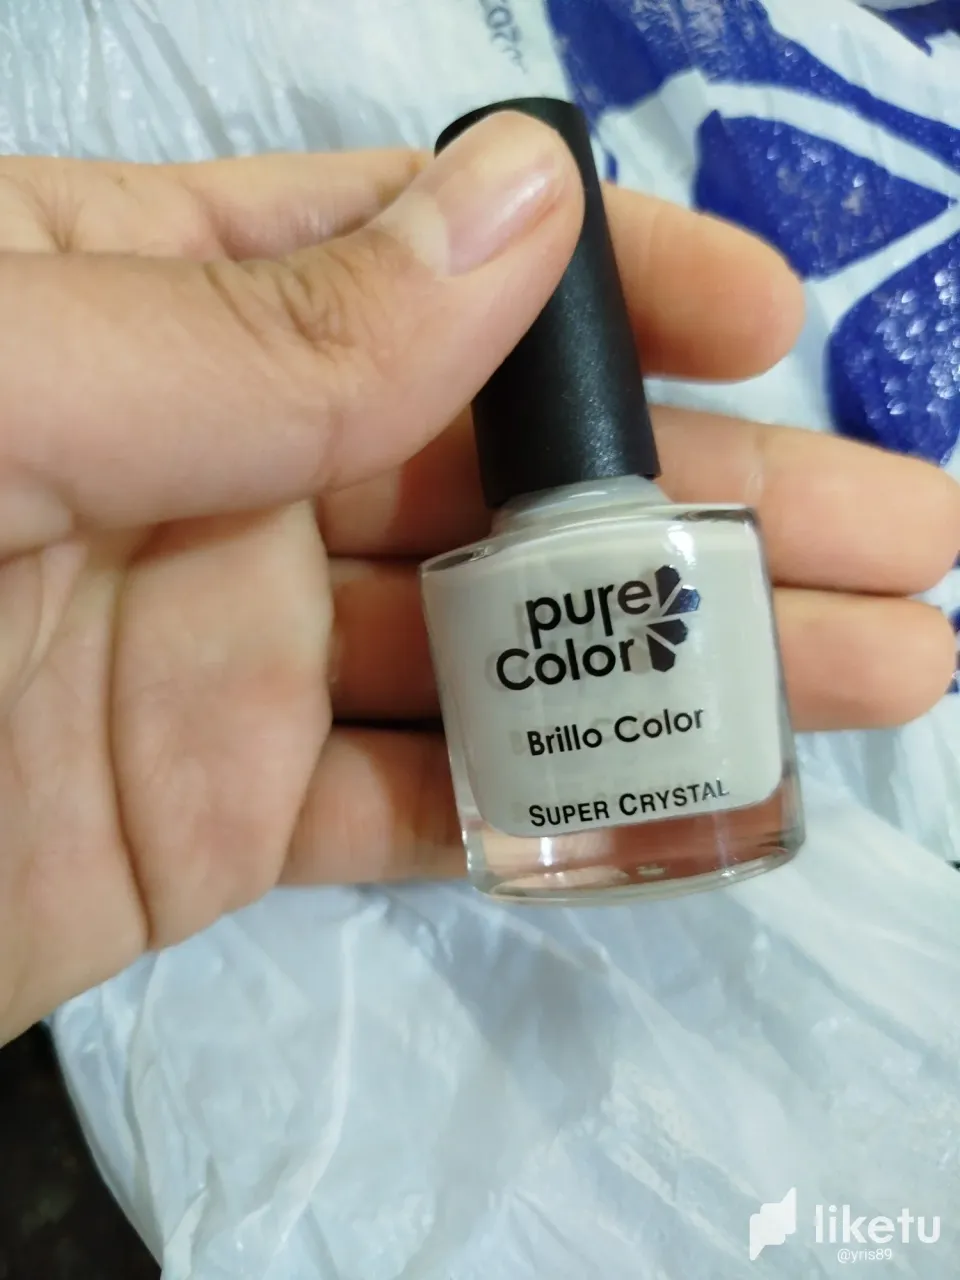 pure
Color
Brillo Color
SUPER CRYSTAL
liketu
@yris89